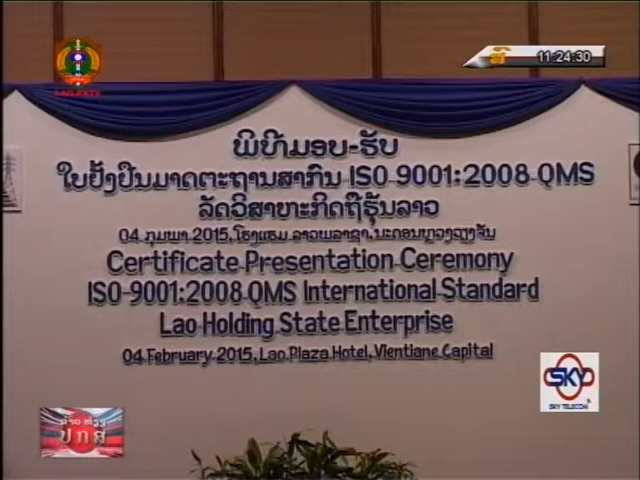 11:24:30
ພິທີມອບ-ຮັບ
ໃບຢັ້ງຢືນມາດຕະຖານສາກົນ ISO 9001:2008 QMS
ລັດວິສາຫະກິດຖືຮຸ້ນລາວ
04 ກຸມພາ 2015, ໂຮງແຮມ ລາວພລາຊາ, ນະຄອນຫຼວງວຽງຈັນ
Certificate Presentation Ceremony
ISO 9001:2008 QMS International Standard
Lao Holding State Enterprise
04 February 2015, Lao Plaza Hotel, Vientiane Capital
SKY
SKY TELECOM
ປກສ